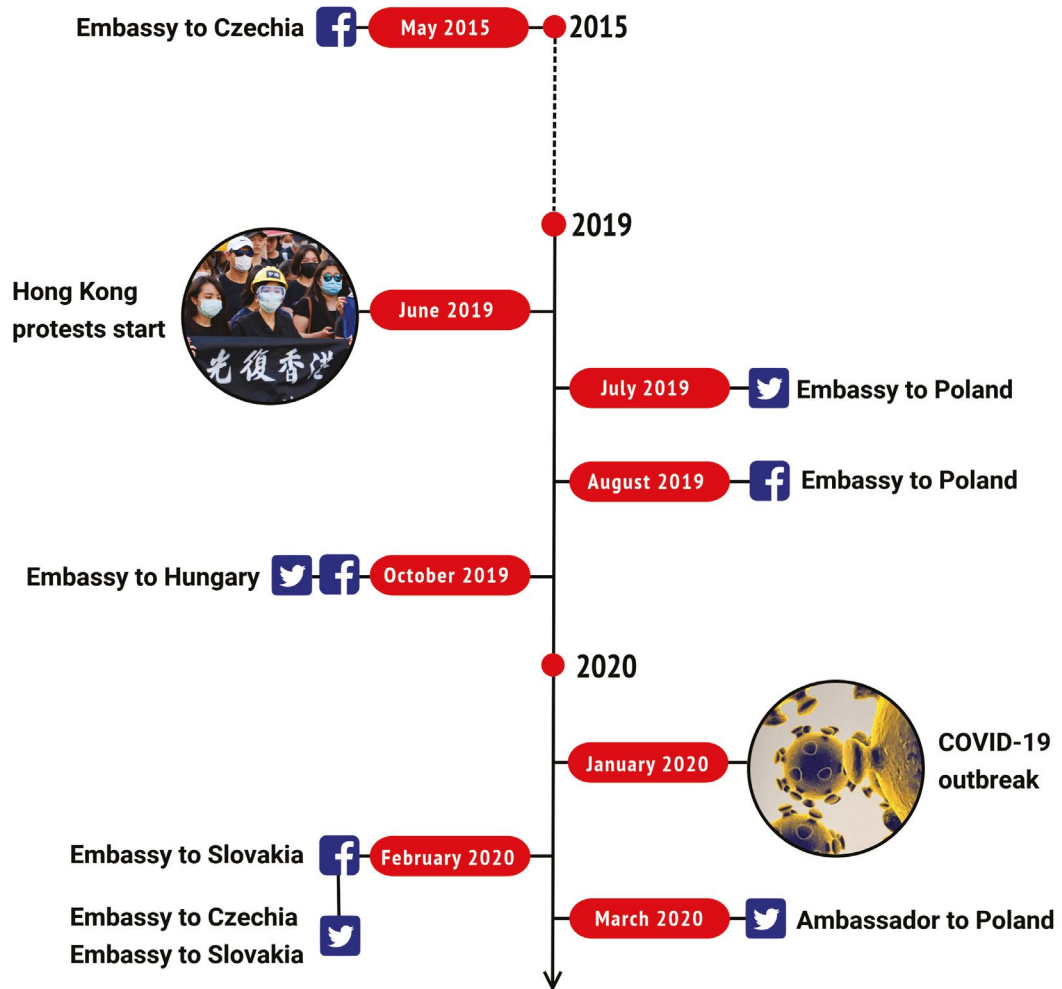 Embassy to Czechia
May 2015
2015
2019
Hong Kong
protests start
光復香港
June 2019
July 2019
Embassy to Poland
August 2019
Embassy to Poland
Embassy to Hungary
October 2019
2020
January 2020
COVID-19
outbreak
Embassy to Slovakia
February 2020
Embassy to Czechia
Embassy to Slovakia
March 2020
Ambassador to Poland